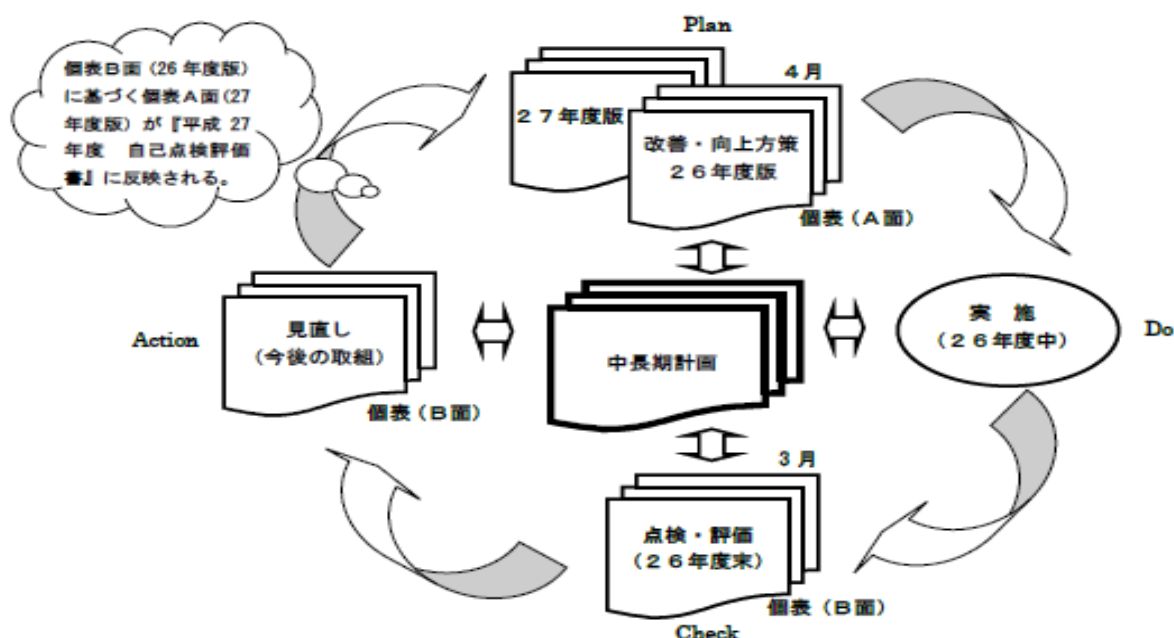 Plan
個表B面(26年度版)
に基づく個表A面(27
年度版)が『平成 27
年度　自己点検評価
書』に反映される。
4月
27年度版
改善・向上方策
26年度版
個表(A面)
Action
見直し
(今後の取組)
個表(B面)
中長期計画
実　施
(26年度中)
Do
3月
点検・評価
(26年度末)
個表(B面)
Check